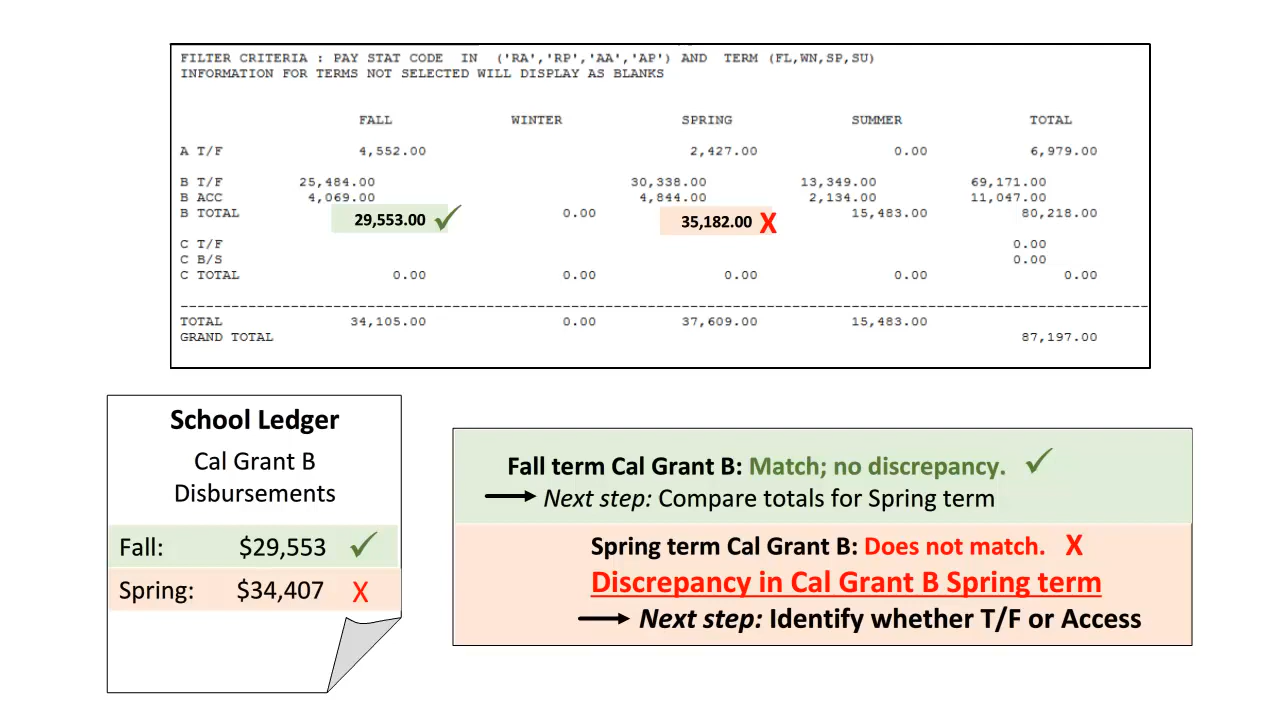 FILTER CRITERIA : PAY STAT CODE IN ('RA','RP','AA','AP') AND TERM (FL,WN,SP,SU)
INFORMATION FOR TERMS NOT SELECTED WILL DISPLAY AS BLANKS
FALL WINTER SPRING SUMMER TOTAL
A T/F 4,552.00 2,427.00 0.00 6,979.00
B T/F 25,484.00 30,338.00 13,349.00 69,171.00
B ACC 4,069.00 4,844.00 2,134.00 11,047.00
B TOTAL 29,553.00 ✓ 0.00 35,182.00 X 15,483.00 80,218.00
C T/F 0.00
C B/S 0.00
C TOTAL 0.00 0.00 0.00 0.00 0.00
TOTAL 34,105.00 0.00 37,609.00 15,483.00
GRAND TOTAL 87,197.00
School Ledger
Cal Grant B
Disbursements
Fall: $29,553 ✓
Spring: $34,407 X
Fall term Cal Grant B: Match; no discrepancy. ✓
Next step: Compare totals for Spring term
Spring term Cal Grant B: Does not match. X
Discrepancy in Cal Grant B Spring term
Next step: Identify whether T/F or Access